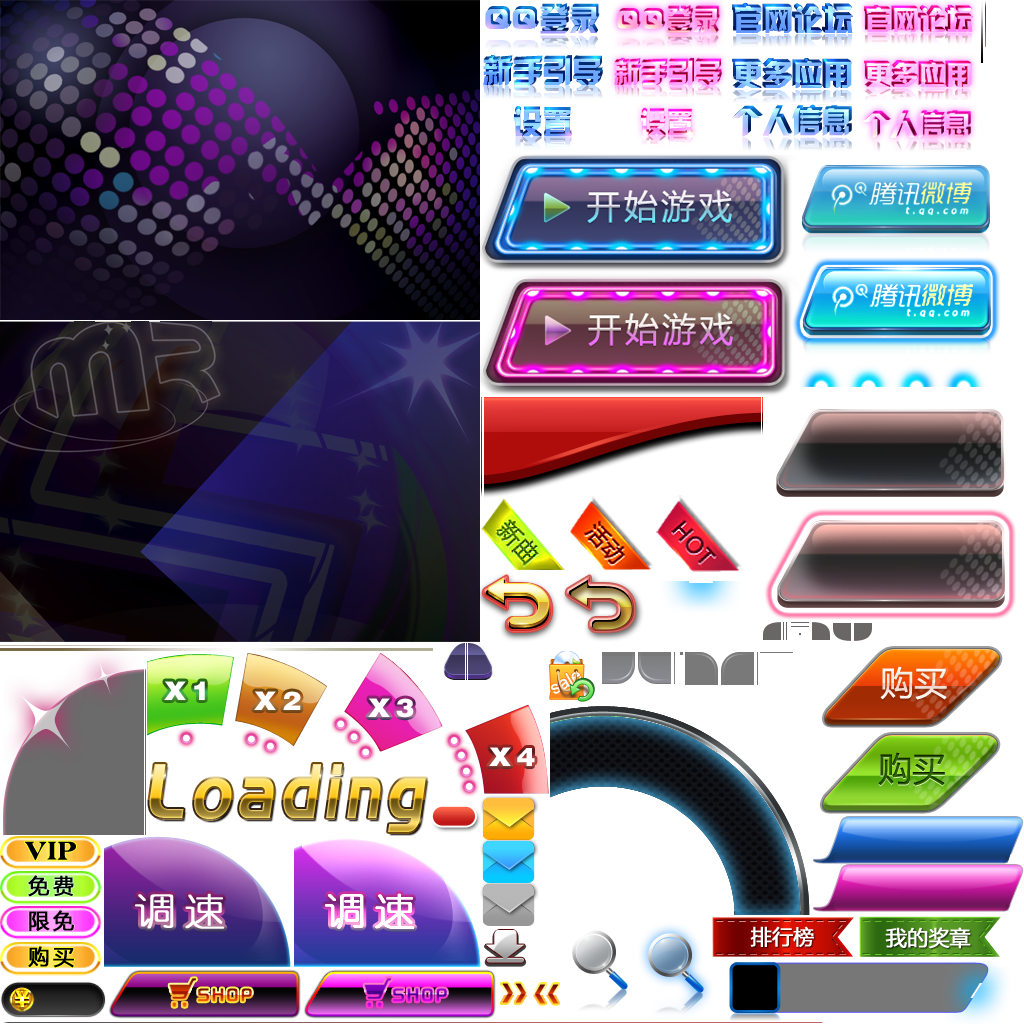 QQ登录 QQ登录 官网论坛 官网论坛
新手引导 新手引导 更多应用 更多应用
设置 设置 个人信息 个人信息
开始游戏
腾讯微博
t.qq.com
开始游戏
腾讯微博
t.qq.com
MR
新曲
活动
HOT
X1
X2
X3
X4
sale
购买
购买
Loading
VIP
免费
限免
购买
调速
调速
排行榜
我的奖章
¥
SHOP
SHOP